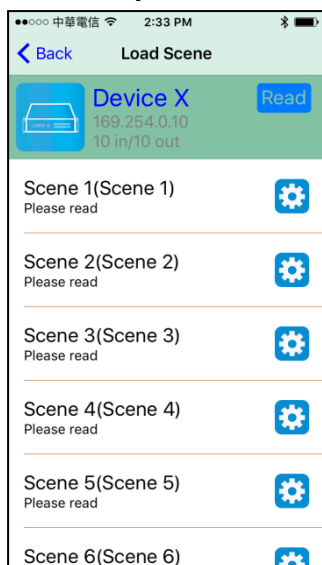 中華電信 2:33 PM
Back Load Scene
Device X Read
169.254.0.10
10 in/10 out
Scene 1(Scene 1)
Please read
Scene 2(Scene 2)
Please read
Scene 3(Scene 3)
Please read
Scene 4(Scene 4)
Please read
Scene 5(Scene 5)
Please read
Scene 6(Scene 6)